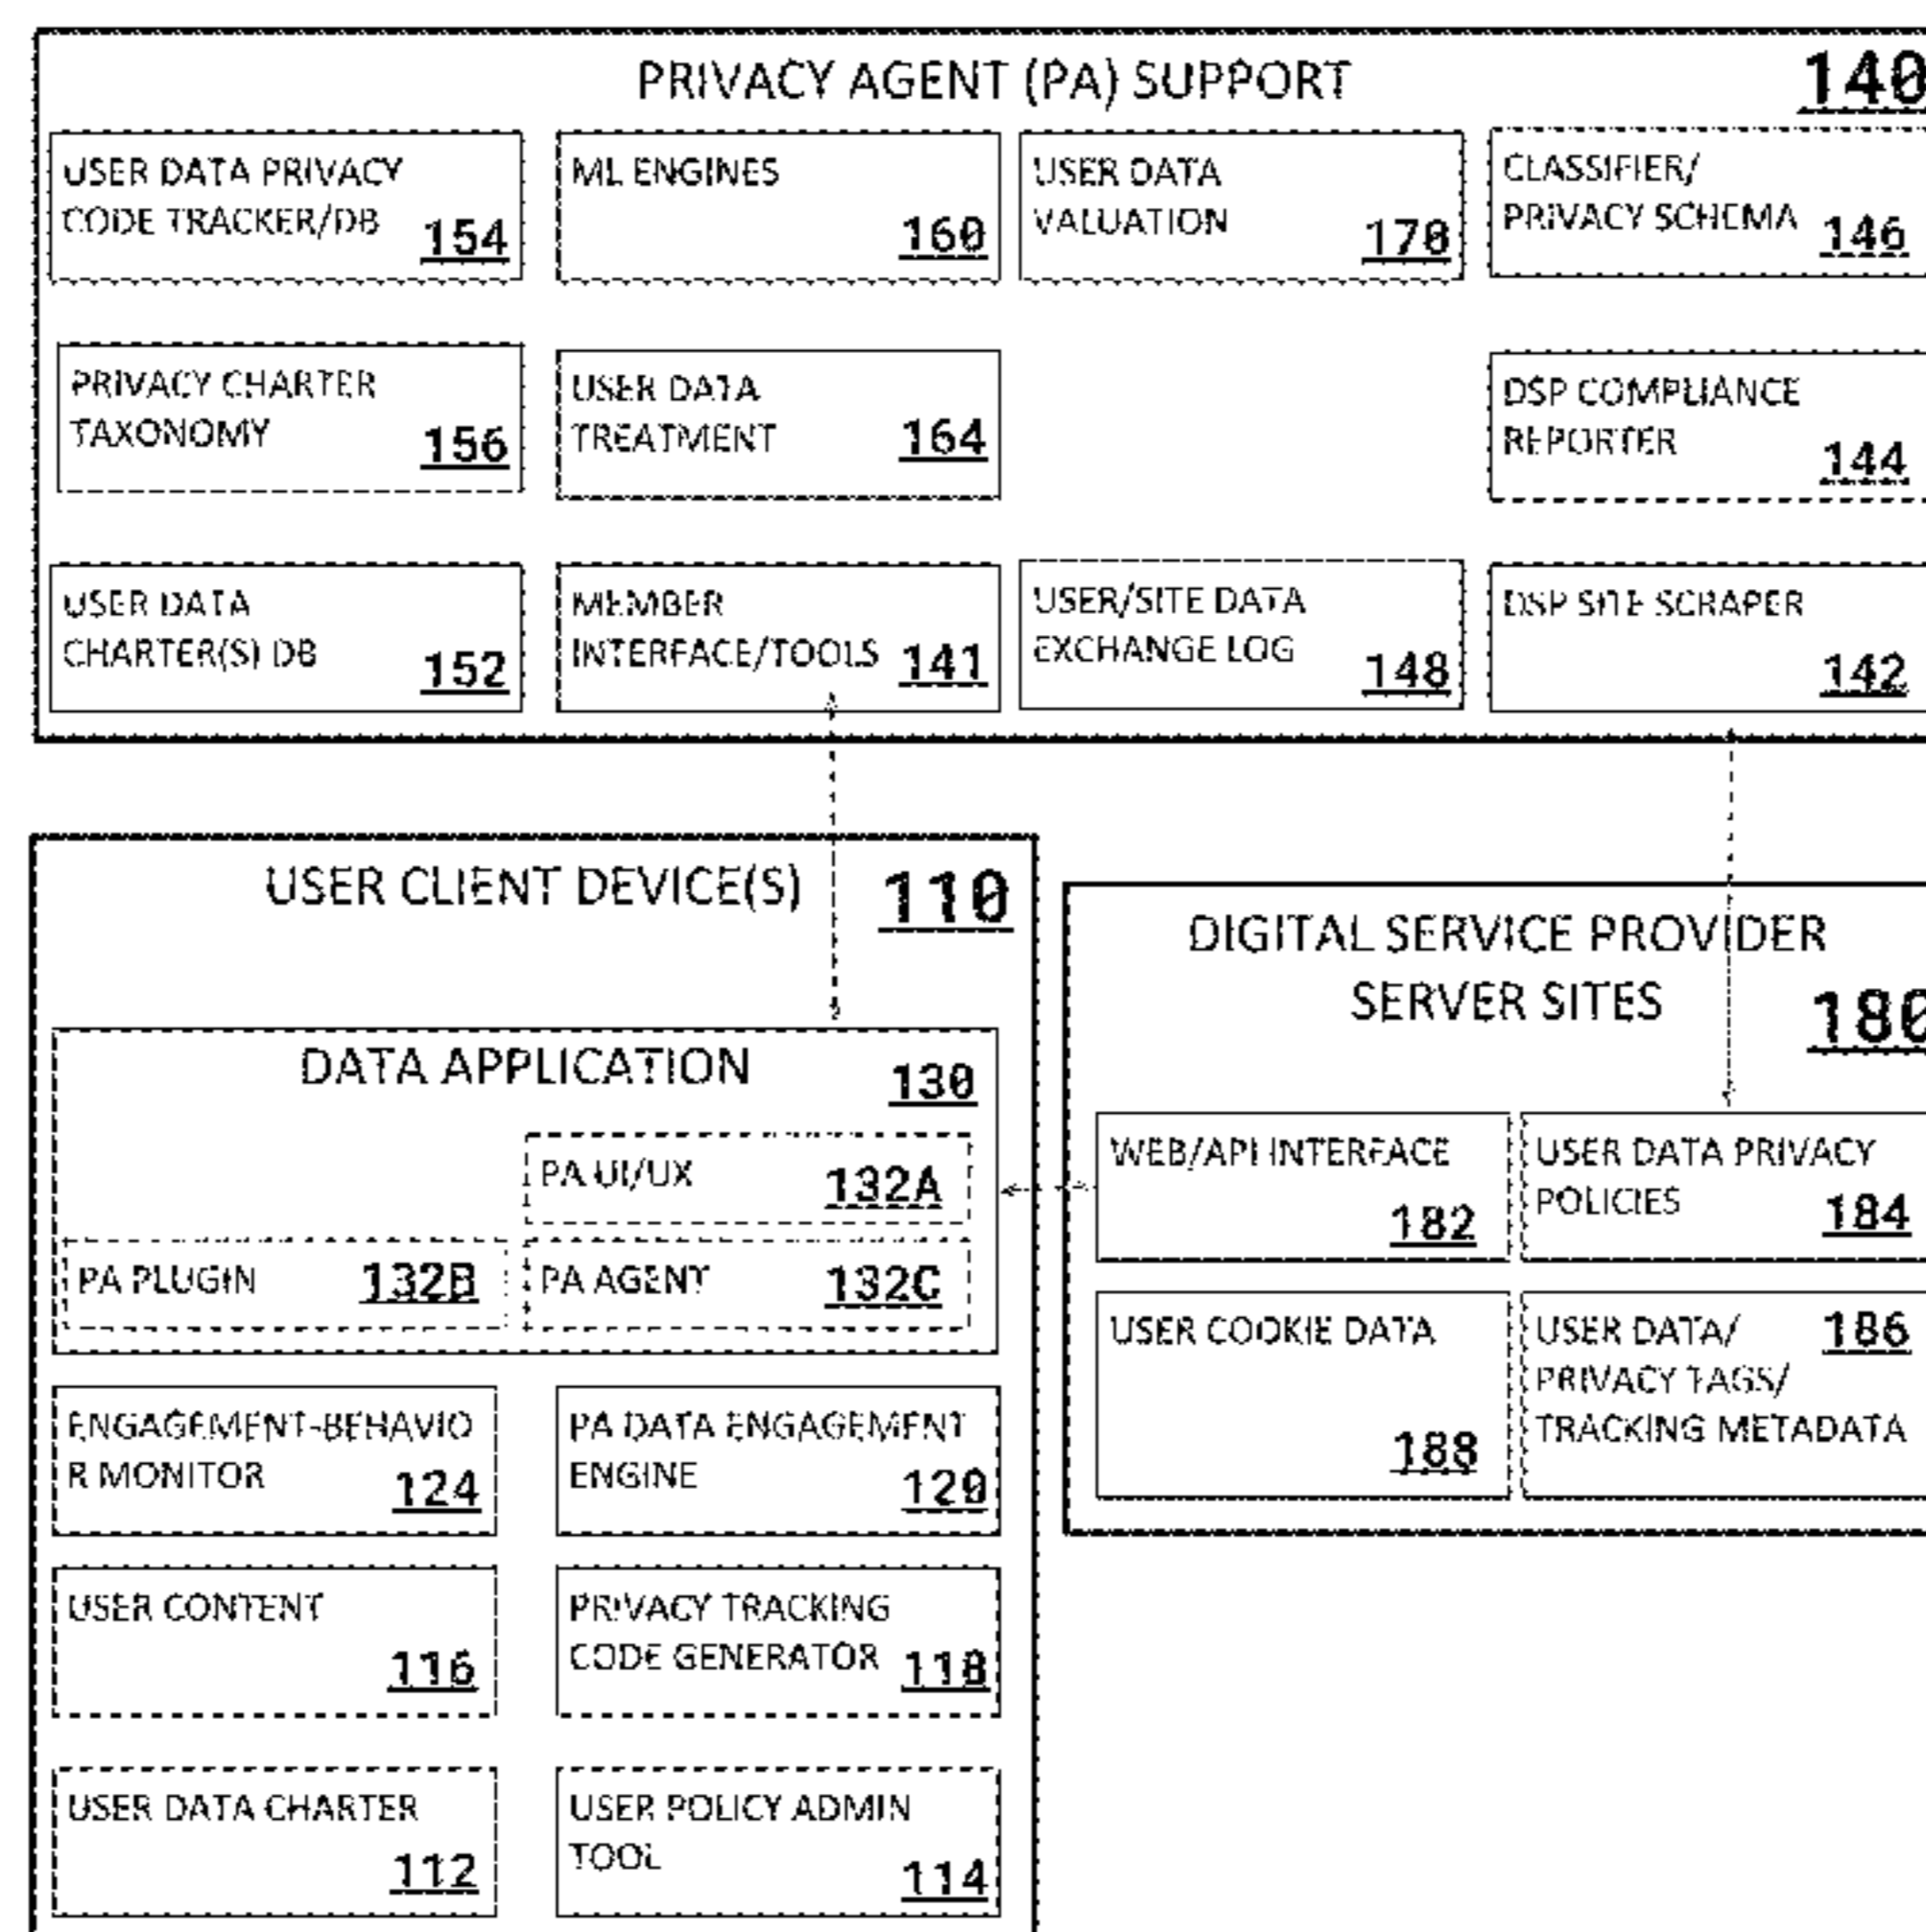 PRIVACY AGENT (PA) SUPPORT
140
USER DATA PRIVACY
CODE TRACKER/DB
154
ML ENGINES
160
USER DATA
VALUATION
170
CLASSIFIER/
PRIVACY SCHEMA
146
PRIVACY CHARTER
TAXONOMY
156
USER DATA
TREATMENT
164
DSP COMPLIANCE
REPORTER
144
USER DATA
CHARTER(S) DB
152
MEMBER
INTERFACE/TOOLS
141
USER/SITE DATA
EXCHANGE LOG
148
DSP SITE SCRAPER
142
USER CLIENT DEVICE(S)
110
DATA APPLICATION
130
PA UI/UX
132A
PA PLUGIN
132B
PA AGENT
132C
ENGAGEMENT-BEHAVIO
R MONITOR
124
PA DATA ENGAGEMENT
ENGINE
120
USER CONTENT
116
PRIVACY TRACKING
CODE GENERATOR
118
USER DATA CHARTER
112
USER POLICY ADMIN
TOOL
114
DIGITAL SERVICE PROVIDER
SERVER SITES
180
WEB/API INTERFACE
182
USER DATA PRIVACY
POLICIES
184
USER COOKIE DATA
188
USER DATA/
186
PRIVACY TAGS/
TRACKING METADATA